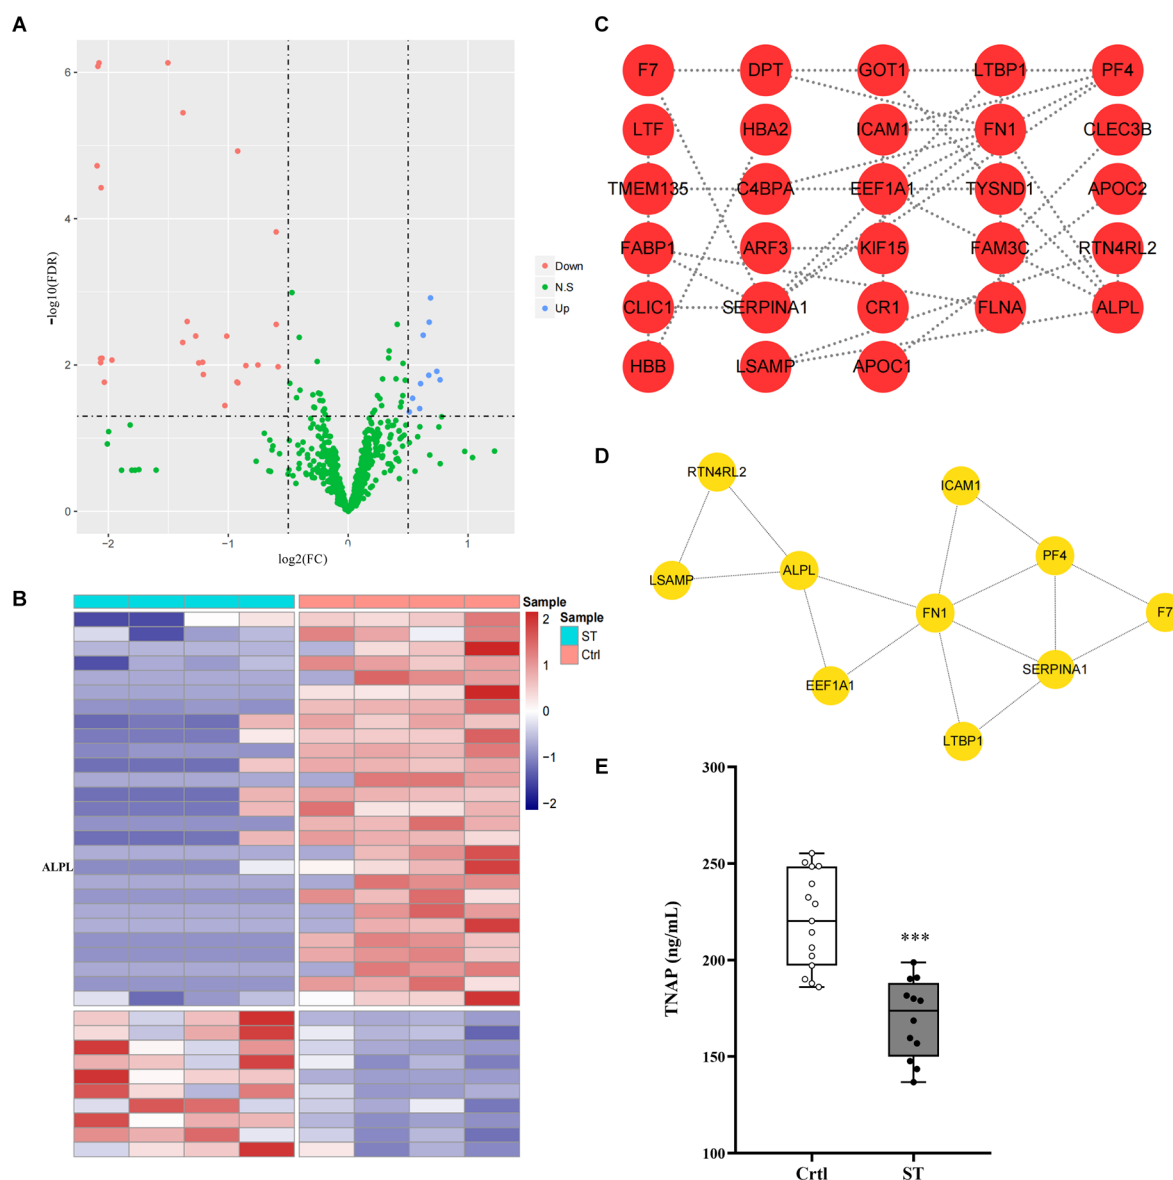 A
6
4
2
0
−2
−1
0
1
−log10(FDR)
log2(FC)
Down
N.S
Up
B
ALPL
Sample
2
1
0
−1
−2
Sample
ST
Ctrl
C
F7
DPT
GOT1
LTBP1
PF4
LTF
HBA2
ICAM1
FN1
CLEC3B
TMEM135
C4BPA
EEF1A1
TYSND1
APOC2
FABP1
ARF3
KIF15
FAM3C
RTN4RL2
CLIC1
SERPINA1
CR1
FLNA
ALPL
HBB
LSAMP
APOC1
D
RTN4RL2
ICAM1
PF4
LSAMP
ALPL
FN1
F7
SERPINA1
EEF1A1
LTBP1
E
300
250
200
150
100
TNAP (ng/mL)
***
Crtl
ST